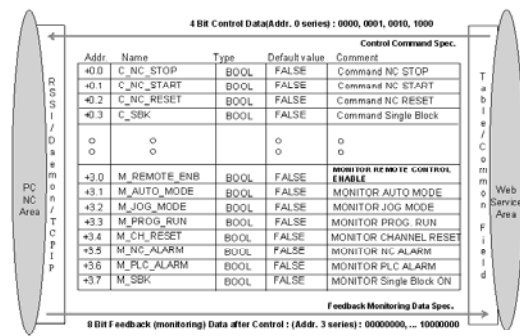 4 Bit Control Data(Addr. 0 series) : 0000, 0001, 0010, 1000
Control Command Spec.
Addr. Name Type Default value Comment
+0.0 C_NC_STOP BOOL FALSE Command NC STOP
+0.1 C_NC_START BOOL FALSE Command NC START
+0.2 C_NC_RESET BOOL FALSE Command NC RESET
+0.3 C_SBK BOOL FALSE Command Single Block
+3.0 M_REMOTE_ENB BOOL FALSE MONITOR REMOTE CONTROL ENABLE
+3.1 M_AUTO_MODE BOOL FALSE MONITOR AUTO MODE
+3.2 M_JOG_MODE BOOL FALSE MONITOR JOG MODE
+3.3 M_PROG_RUN BOOL FALSE MONITOR PROG. RUN
+3.4 M_CH_RESET BOOL FALSE MONITOR CHANNEL RESET
+3.5 M_NC_ALARM BOOL FALSE MONITOR NC ALARM
+3.6 M_PLC_ALARM BOOL FALSE MONITOR PLC ALARM
+3.7 M_SBK BOOL FALSE MONITOR Single Block ON
Feedback Monitoring Data Spec.
8 Bit Feedback (monitoring) Data after Control : (Addr. 3 series) : 00000000, ... 10000000
PC
NC
Area
RSSI/Daemon/TCPIP
Table/Common Field
Web
Service
Area